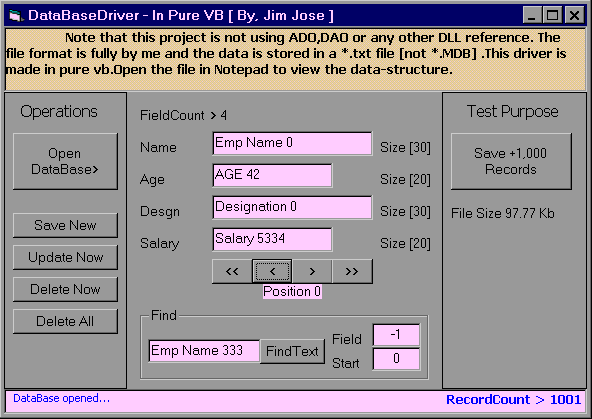 DataBaseDriver - In Pure VB [ By, Jim Jose ]
Note that this project is not using ADO,DAO or any other DLL reference. The
file format is fully by me and the data is stored in a *.txt file [not *.MDB] .This driver is
made in pure vb.Open the file in Notepad to view the data-structure.
Operations
Open
DataBase>
Save New
Update Now
Delete Now
Delete All
FieldCount > 4
Name Emp Name 0 Size [30]
Age AGE 42 Size [20]
Desgn Designation 0 Size [30]
Salary Salary 5334 Size [20]
<< < > >>
Position 0
Find
Emp Name 333 FindText
Field -1
Start 0
Test Purpose
Save +1,000
Records
File Size 97.77 Kb
DataBase opened...
RecordCount > 1001